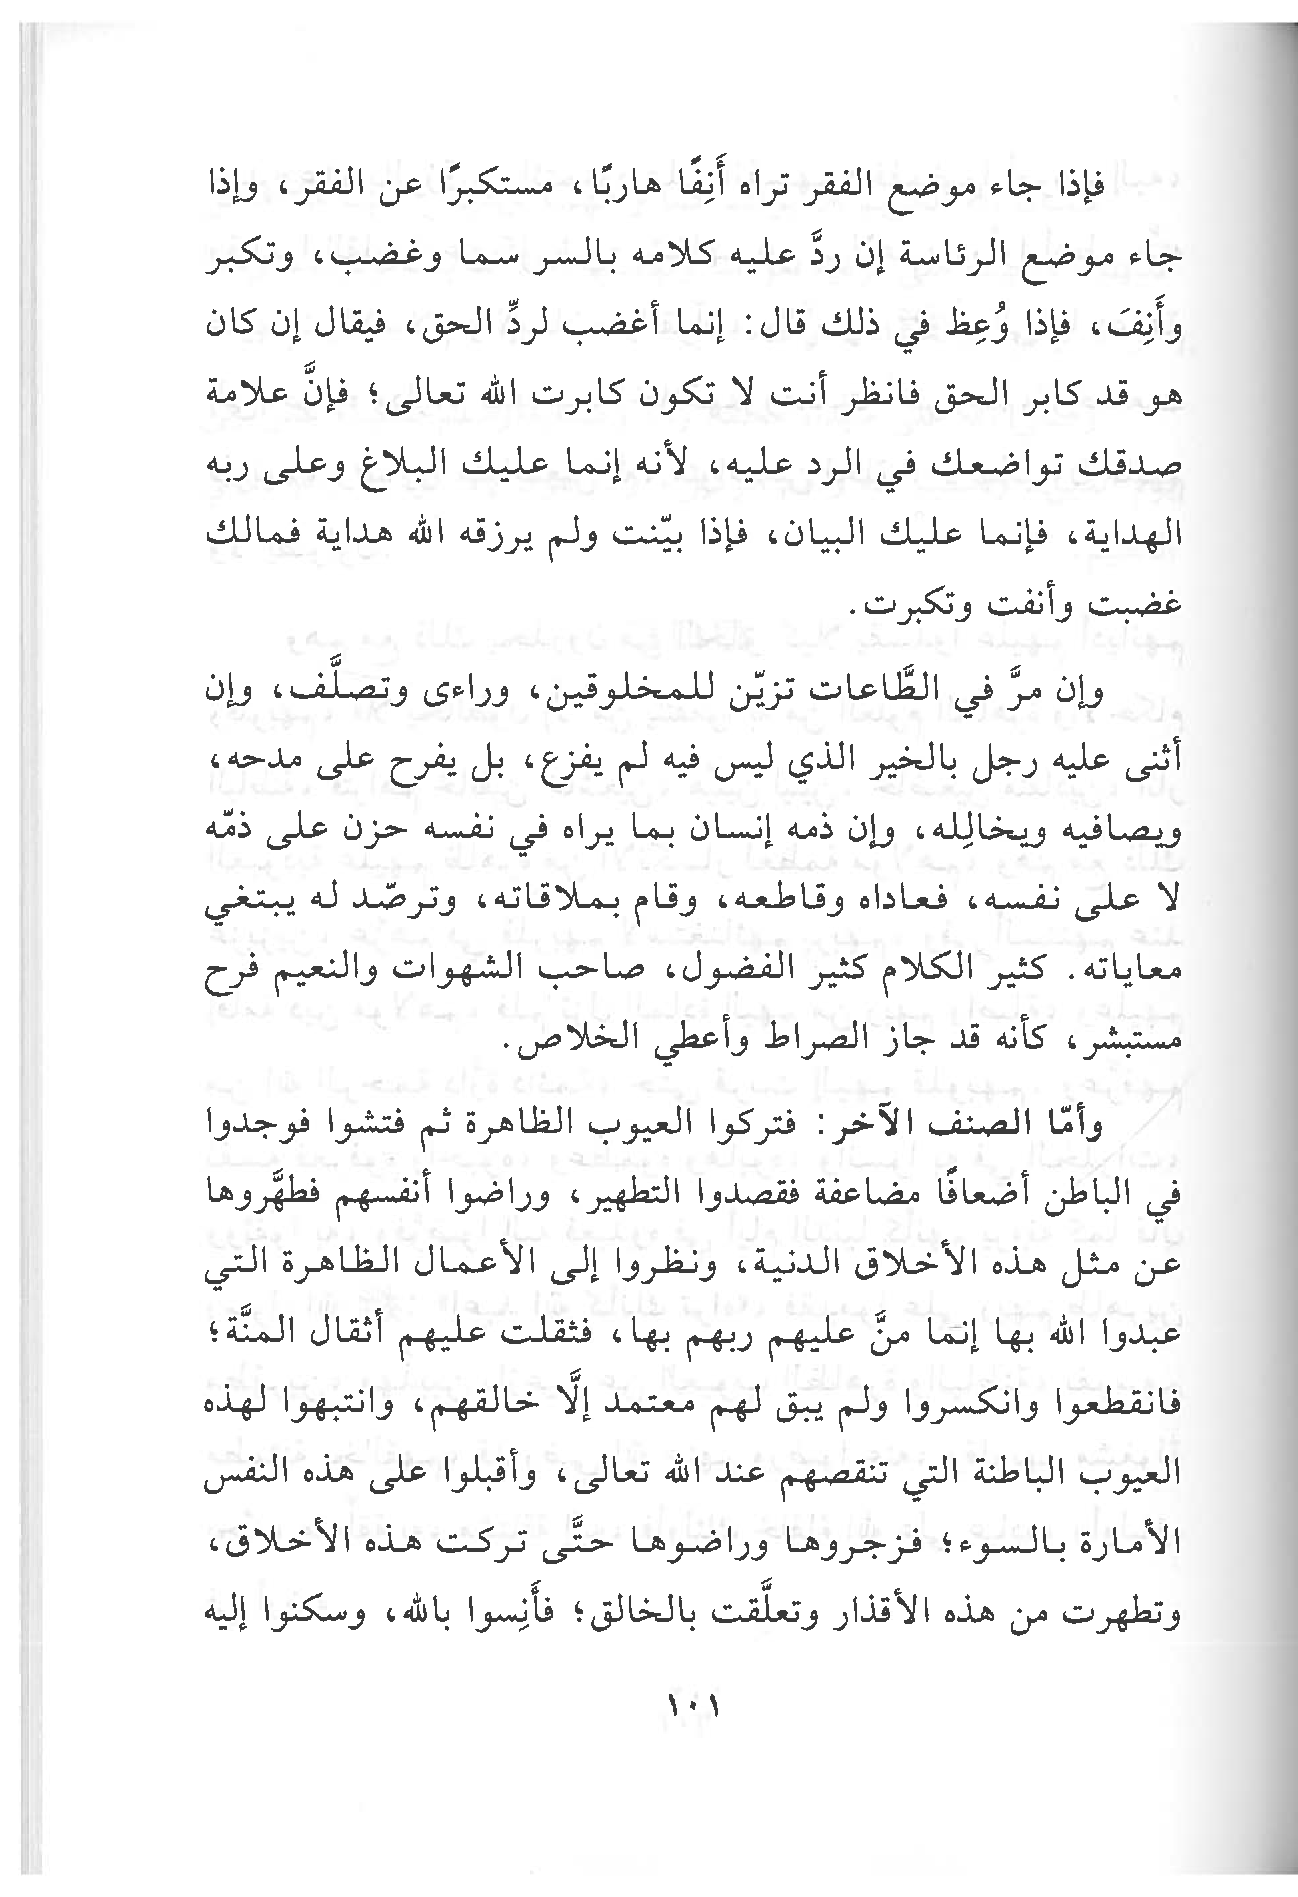 فإذا جاء موضع الفقر تراه أَنِفًا هاربًا، مستكبرًا عن الفقر، وإذا
جاء موضع الرئاسة إن ردَّ عليه كلامه بالسر سما وغضب، وتكبر
وأَنِفَ، فإذا وُعِظ في ذلك قال: إنما أغضب لردِّ الحق، فيقال إن كان
هو قد كابر الحق فانظر أنت لا تكون كابرت الله تعالى؛ فإنَّ علامة
صدقك تواضعك في الرد عليه، لأنه إنما عليك البلاغ وعلى ربه
الهداية، فإنما عليك البيان، فإذا بيّنت ولم يرزقه الله هداية فمالك
غضبت وأنفت وتكبرت.
وإن مرَّ في الطَّاعات تزيّن للمخلوقين، وراءى وتصلَّف، وإن
أثنى عليه رجل بالخير الذي ليس فيه لم يفزع، بل يفرح على مدحه،
ويصافيه ويخالِله، وإن ذمه إنسان بما يراه في نفسه حزن على ذمّه
لا على نفسه، فعاداه وقاطعه، وقام بملاقاته، وترصّد له يبتغي
معاياته. كثير الكلام كثير الفضول، صاحب الشهوات والنعيم فرح
مستبشر، كأنه قد جاز الصراط وأعطي الخلاص.
وأمّا الصنف الآخر: فتركوا العيوب الظاهرة ثم فتشوا فوجدوا
في الباطن أضعافًا مضاعفة فقصدوا التطهير، وراضوا أنفسهم فطهَّروها
عن مثل هذه الأخلاق الدنية، ونظروا إلى الأعمال الظاهرة التي
عبدوا الله بها إنما منَّ عليهم ربهم بها، فثقلت عليهم أثقال المنَّة؛
فانقطعوا وانكسروا ولم يبق لهم معتمد إلَّا خالقهم، وانتبهوا لهذه
العيوب الباطنة التي تنقصهم عند الله تعالى، وأقبلوا على هذه النفس
الأمارة بالسوء؛ فزجروها وراضوها حتَّى تركت هذه الأخلاق،
وتطهرت من هذه الأقذار وتعلَّقت بالخالق؛ فأَنِسوا بالله، وسكنوا إليه
١٠١